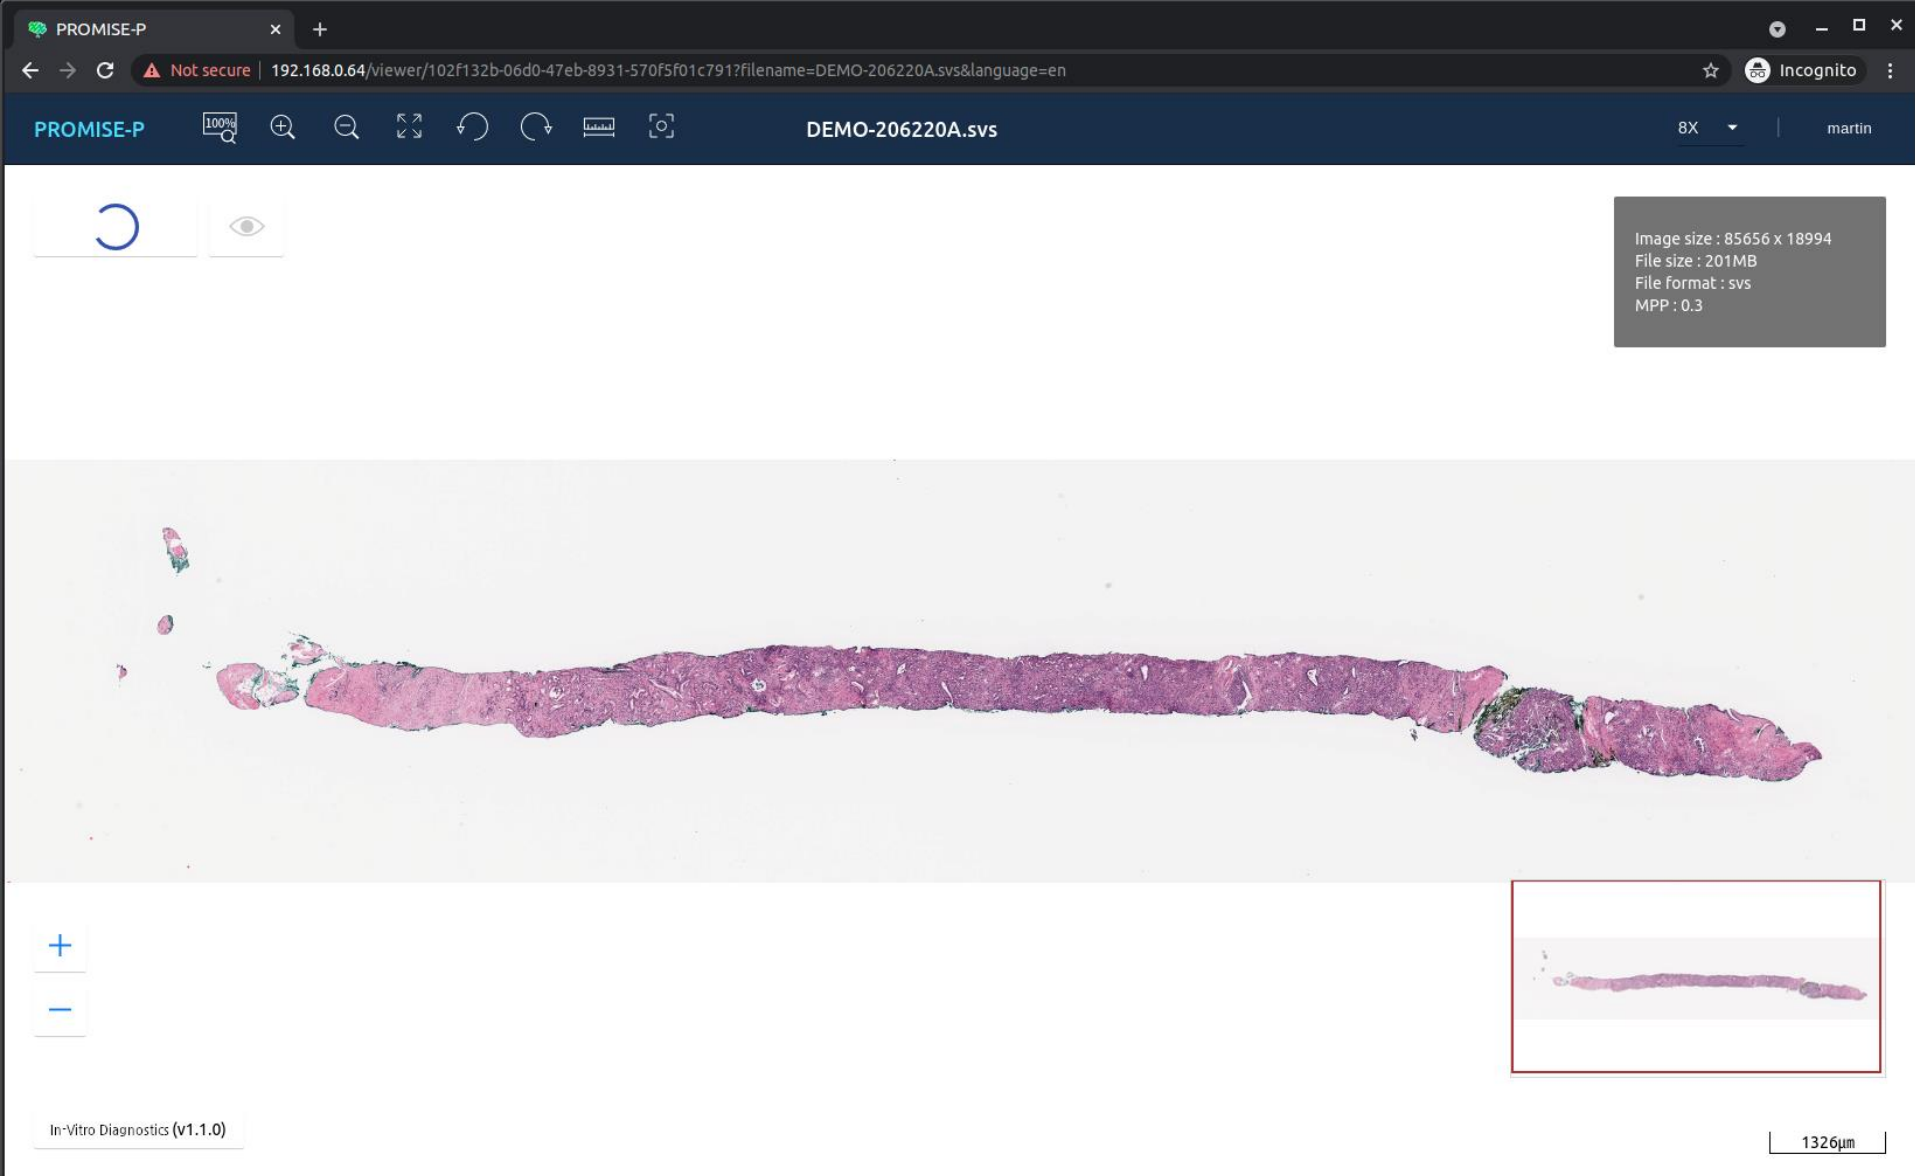 PROMISE-P
Not secure
192.168.0.64/viewer/102f132b-06d0-47eb-8931-570f5f01c791?filename=DEMO-206220A.svs&language=en
Incognito
PROMISE-P
100%
DEMO-206220A.svs
8X
martin
Image size : 85656 x 18994
File size : 201MB
File format : svs
MPP : 0.3
In-Vitro Diagnostics (v1.1.0)
1326μm